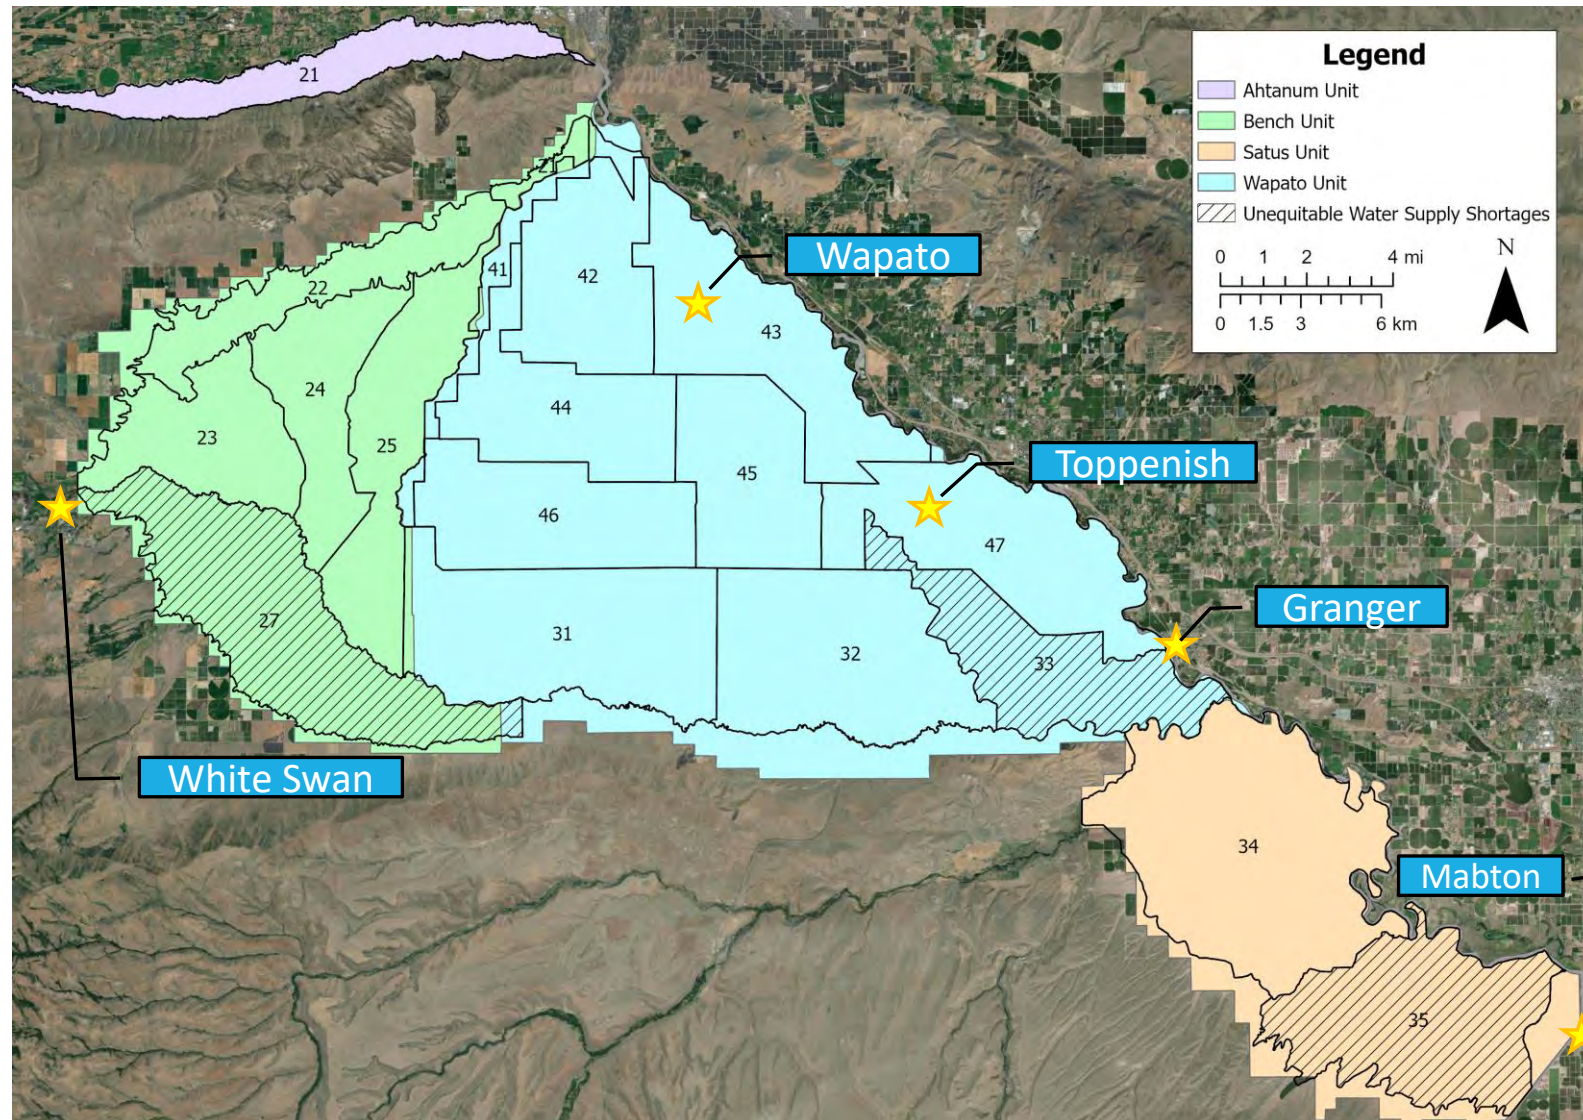 Legend
Ahtanum Unit
Bench Unit
Satus Unit
Wapato Unit
Unequitable Water Supply Shortages
N
0 1 2 4 mi
0 1.5 3 6 km
21
Wapato
41
42
22
43
24
44
23
25
Toppenish
45
46
47
Granger
27
31
32
33
White Swan
34
Mabton
35